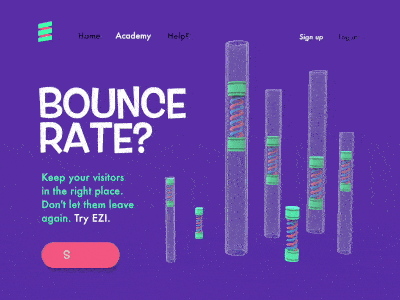 Home Academy Help? Sign up Log in
BOUNCE
RATE?
Keep your visitors
in the right place.
Don't let them leave
again. Try EZI.
S